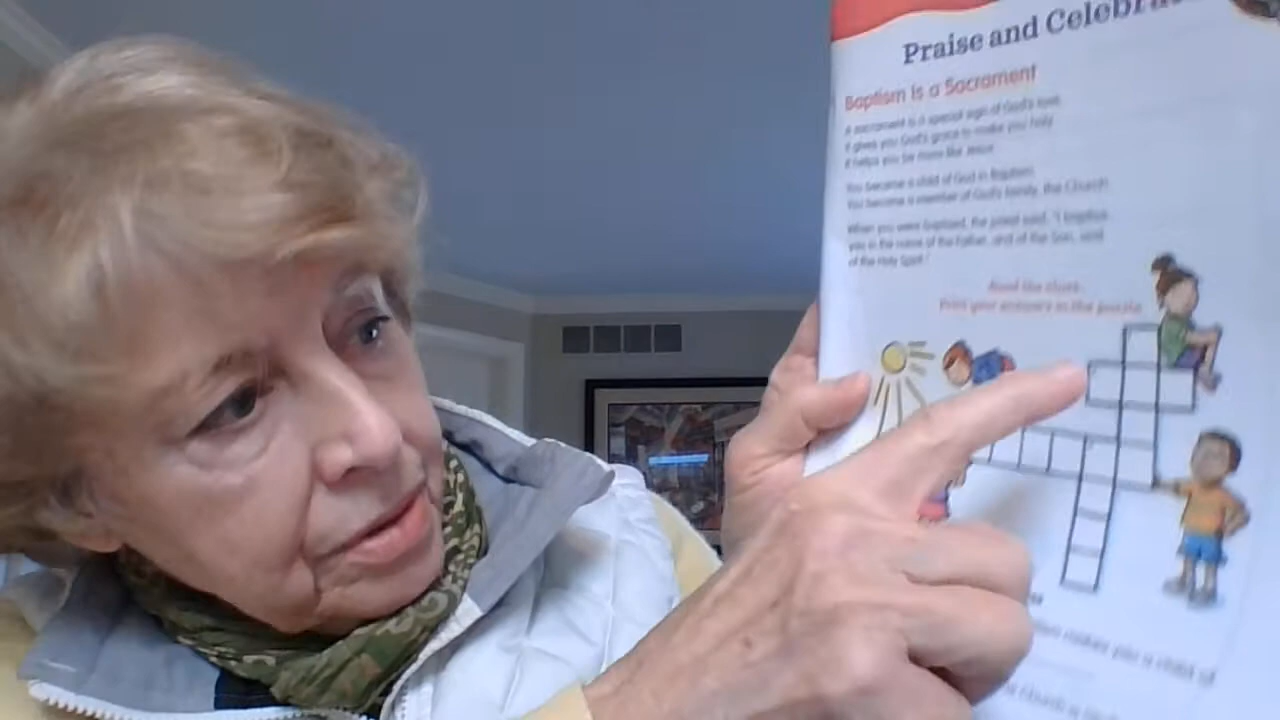 Praise and Celebrat
Baptism Is a Sacrament
A sacrament is a special sign of God's love.
It gives you God's grace to make you holy.
It helps you be more like Jesus.
You became a child of God in Baptism.
You became a member of God's family, the Church.
When you were baptized, the priest said, "I baptize
you in the name of the Father, and of the Son, and
of the Holy Spirit."
Read the clues.
Print your answers in the puzzle.
makes you a child of
Church